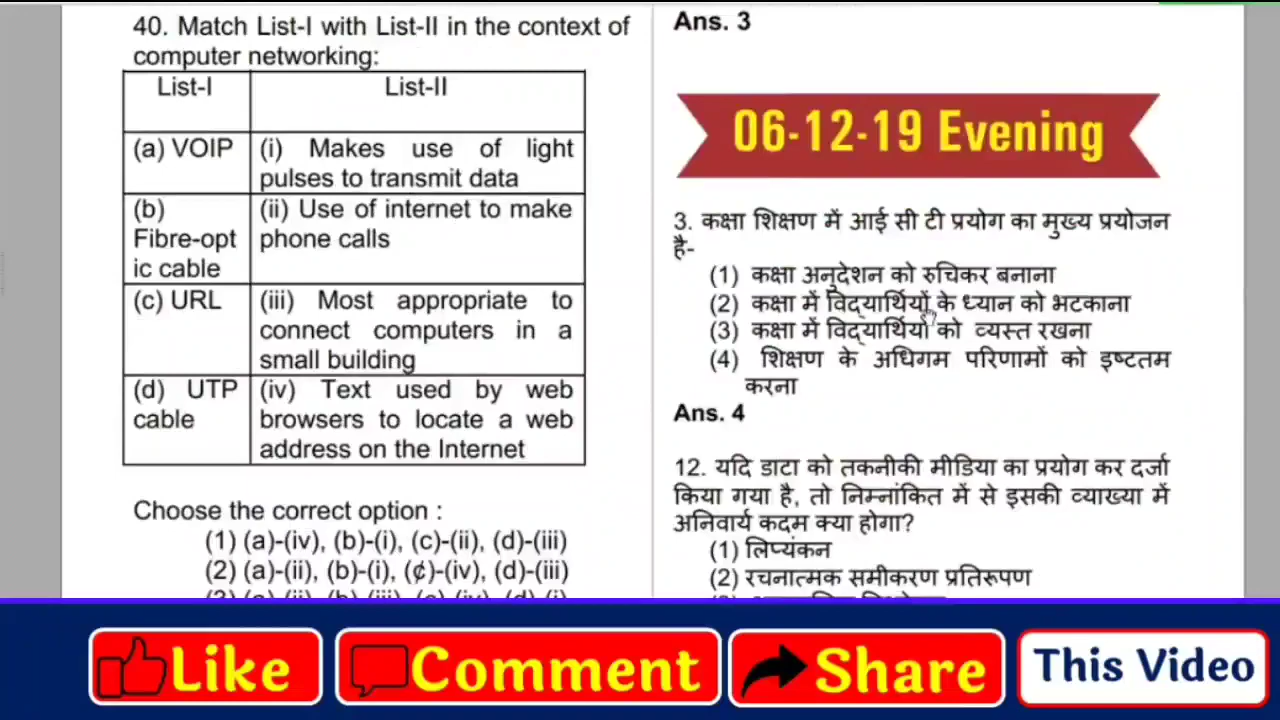 40. Match List-I with List-II in the context of
computer networking:
List-I
List-II
(a) VOIP
(i) Makes use of light
pulses to transmit data
(b)
Fibre-opt
ic cable
(ii) Use of internet to make
phone calls
(c) URL
(iii) Most appropriate to
connect computers in a
small building
(d) UTP
cable
(iv) Text used by web
browsers to locate a web
address on the Internet
Choose the correct option :
(1) (a)-(iv), (b)-(i), (c)-(ii), (d)-(iii)
(2) (a)-(ii), (b)-(i), (¢)-(iv), (d)-(iii)
(3) (a)-(ii), (b)-(iii), (c)-(iv), (d)-(i)
Ans. 3
06-12-19 Evening
3. कक्षा शिक्षण में आई सी टी प्रयोग का मुख्य प्रयोजन
है-
(1) कक्षा अनुदेशन को रुचिकर बनाना
(2) कक्षा में विद्यार्थियों के ध्यान को भटकाना
(3) कक्षा में विद्यार्थियों को व्यस्त रखना
(4) शिक्षण के अधिगम परिणामों को इष्टतम
करना
Ans. 4
12. यदि डाटा को तकनीकी मीडिया का प्रयोग कर दर्जा
किया गया है, तो निम्नांकित में से इसकी व्याख्या में
अनिवार्य कदम क्या होगा?
(1) लिप्यंकन
(2) रचनात्मक समीकरण प्रतिरूपण
Like
Comment
Share
This Video